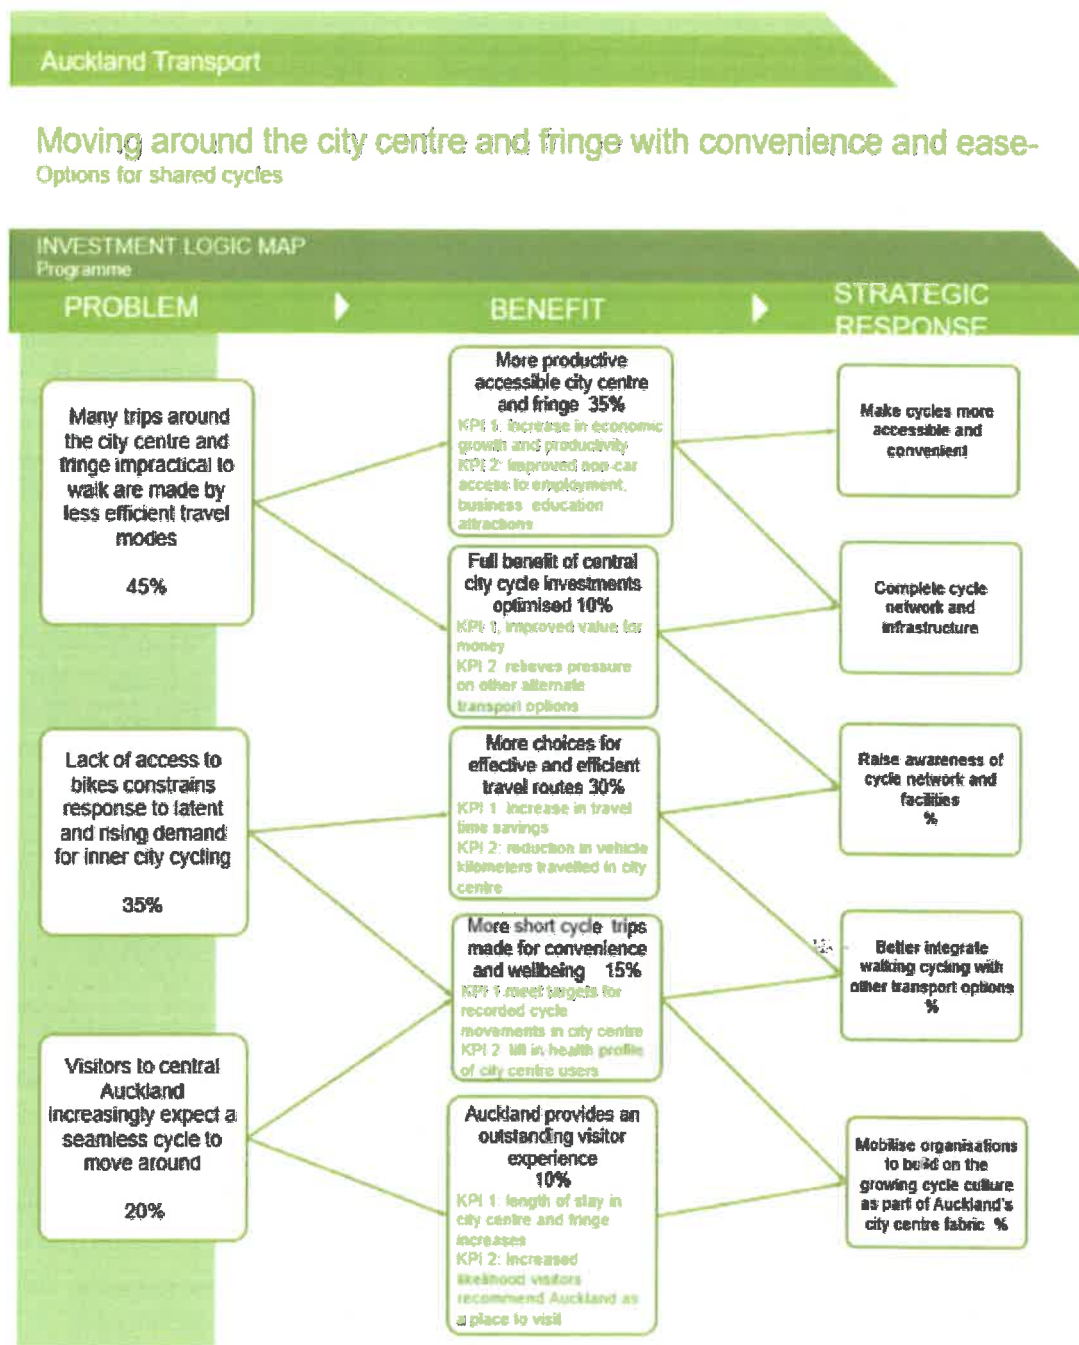 Auckland Transport
Moving around the city centre and fringe with convenience and ease-
Options for shared cycles
INVESTMENT LOGIC MAP
Programme
PROBLEM
BENEFIT
STRATEGIC
RESPONSE
Many trips around
the city centre and
fringe impractical to
walk are made by
less efficient travel
modes
45%
Lack of access to
bikes constrains
response to latent
and rising demand
for inner city cycling
35%
Visitors to central
Auckland
increasingly expect a
seamless cycle to
move around
20%
More productive
accessible city centre
and fringe 35%
KPI 1: increase in economic
growth and productivity
KPI 2: Improved non-car
access to employment,
business education
attractions
Full benefit of central
city cycle investments
optimised 10%
KPI 1, improved value for
money
KPI 2 relieves pressure
on other alternate
transport options
More choices for
effective and efficient
travel routes 30%
KPI 1 increase in travel
time savings
KPI 2: reduction in vehicle
kilometers travelled in city
centre
More short cycle trips
made for convenience
and wellbeing 15%
KPI 1 meet targets for
recorded cycle
movements in city centre
KPI 2 lift in health profile
of city centre users
Auckland provides an
outstanding visitor
experience
10%
KPI 1: length of stay in
city centre and fringe
increases
KPI 2: increased
likelihood visitors
recommend Auckland as
a place to visit
Make cycles more
accessible and
convenient
Complete cycle
network and
infrastructure
Raise awareness of
cycle network and
facilities
%
Better integrate
walking cycling with
other transport options
%
Mobilise organisations
to build on the
growing cycle culture
as part of Auckland's
city centre fabric %